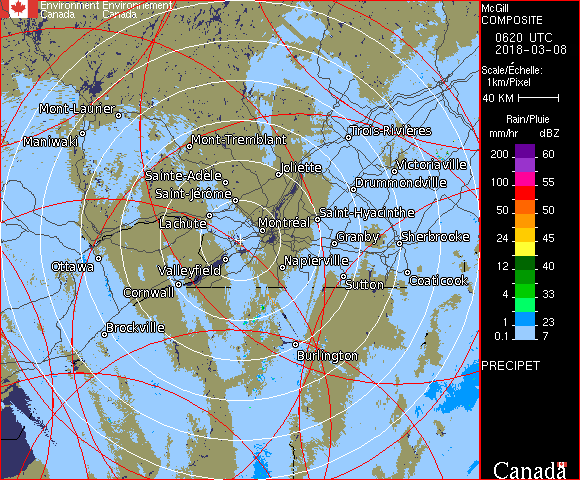 Environment Environnement
Canada Canada
McGill
COMPOSITE
0620 UTC
2018-03-08
Scale/Échelle:
1km/Pixel
40 KM
Rain/Pluie
mm/hr dBZ
200 60
100 55
50 50
24 45
12 40
4 33
1 23
0.1 7
PRECIPET
Canada
Mont-Laurier
Maniwaki
Mont-Tremblant
Trois-Rivières
Joliette
Victoriaville
Sainte-Adèle
Drummondville
Saint-Jérôme
Saint-Hyacinthe
Lachute
Montréal
Granby
Sherbrooke
Ottawa
Valleyfield
Napierville
Cornwall
Sutton
Coaticook
Brockville
Burlington